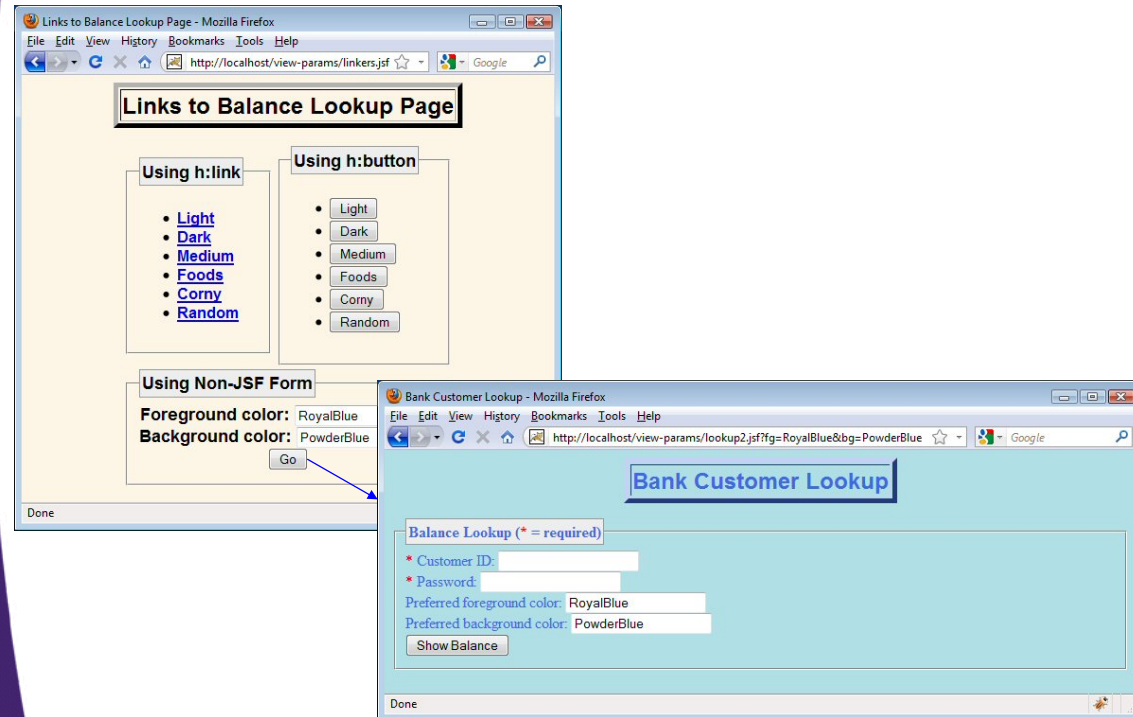 Links to Balance Lookup Page - Mozilla Firefox
File Edit View History Bookmarks Tools Help
http://localhost/view-params/linkers.jsf
Google
Links to Balance Lookup Page
Using h:link
• Light
• Dark
• Medium
• Foods
• Corny
• Random
Using h:button
• Light
• Dark
• Medium
• Foods
• Corny
• Random
Using Non-JSF Form
Foreground color: RoyalBlue
Background color: PowderBlue
Go
Done
Bank Customer Lookup - Mozilla Firefox
File Edit View History Bookmarks Tools Help
http://localhost/view-params/lookup2.jsf?fg=RoyalBlue&bg=PowderBlue
Google
Bank Customer Lookup
Balance Lookup (* = required)
* Customer ID:
* Password:
Preferred foreground color: RoyalBlue
Preferred background color: PowderBlue
Show Balance
Done